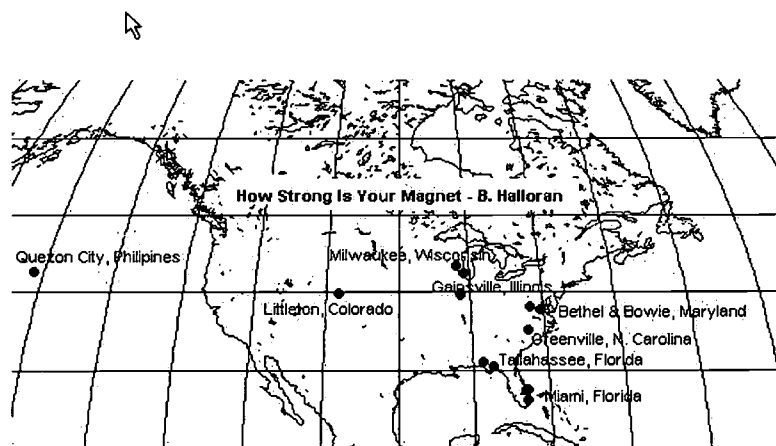 How Strong Is Your Magnet - B. Halloran
Quezon City, Philipines
Milwaukee, Wisconsin
Gainsville, Illinois
Littleton, Colorado
Bethel & Bowie, Maryland
Greenville, N. Carolina
Tallahassee, Florida
Miami, Florida